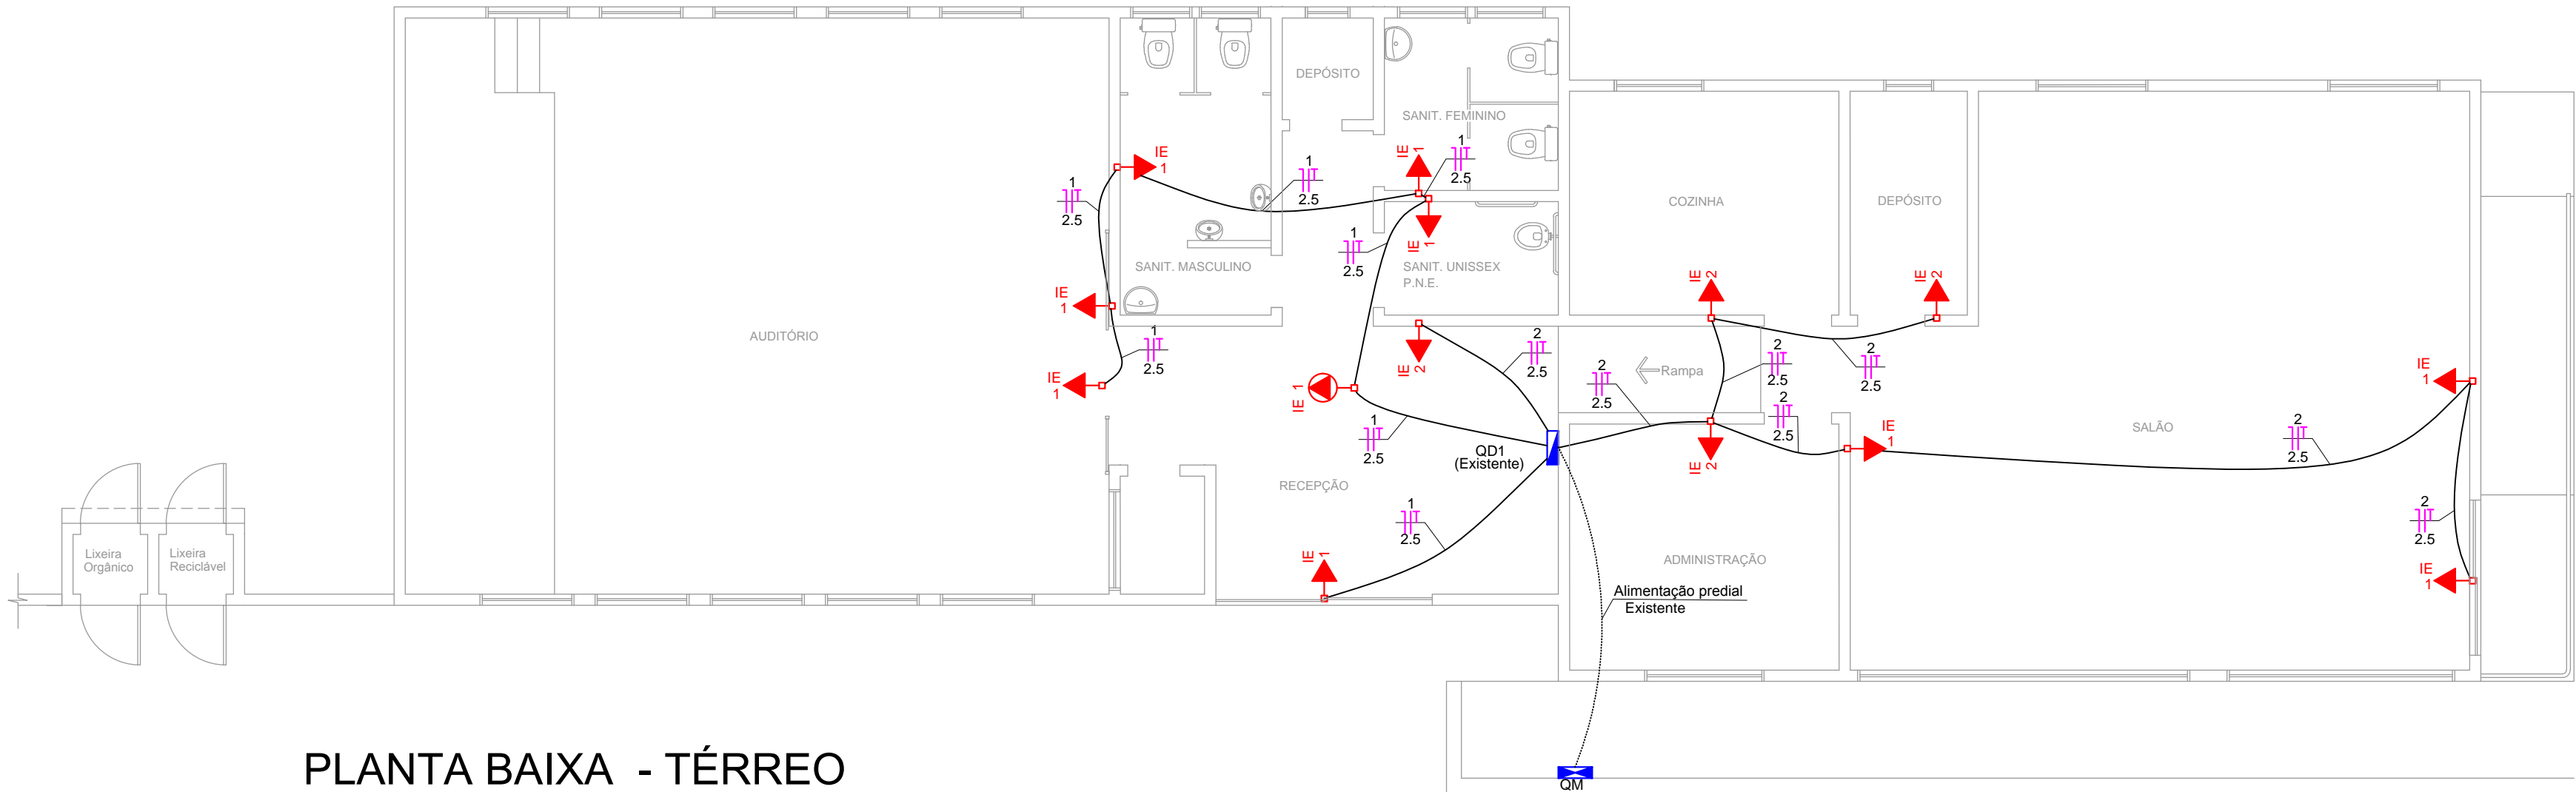 DEPÓSITO
SANIT. FEMININO
IE
1
IE
1
1
2.5
1
2.5
1
2.5
COZINHA
DEPÓSITO
IE
1
1
2.5
SANIT. MASCULINO
SANIT. UNISSEX
P.N.E.
IE
2
IE
2
IE
1
AUDITÓRIO
1
2.5
2
2.5
IE
2
2
2.5
Rampa
2
2.5
2
2.5
IE
1
IE
1
IE
1
2
2.5
1
2.5
QD1
(Existente)
IE
2
IE
1
SALÃO
2
2.5
RECEPÇÃO
1
2.5
2
2.5
Lixeira
Orgânico
Lixeira
Reciclável
IE
1
ADMINISTRAÇÃO
IE
1
Alimentação predial
Existente
PLANTA BAIXA - TÉRREO
QM